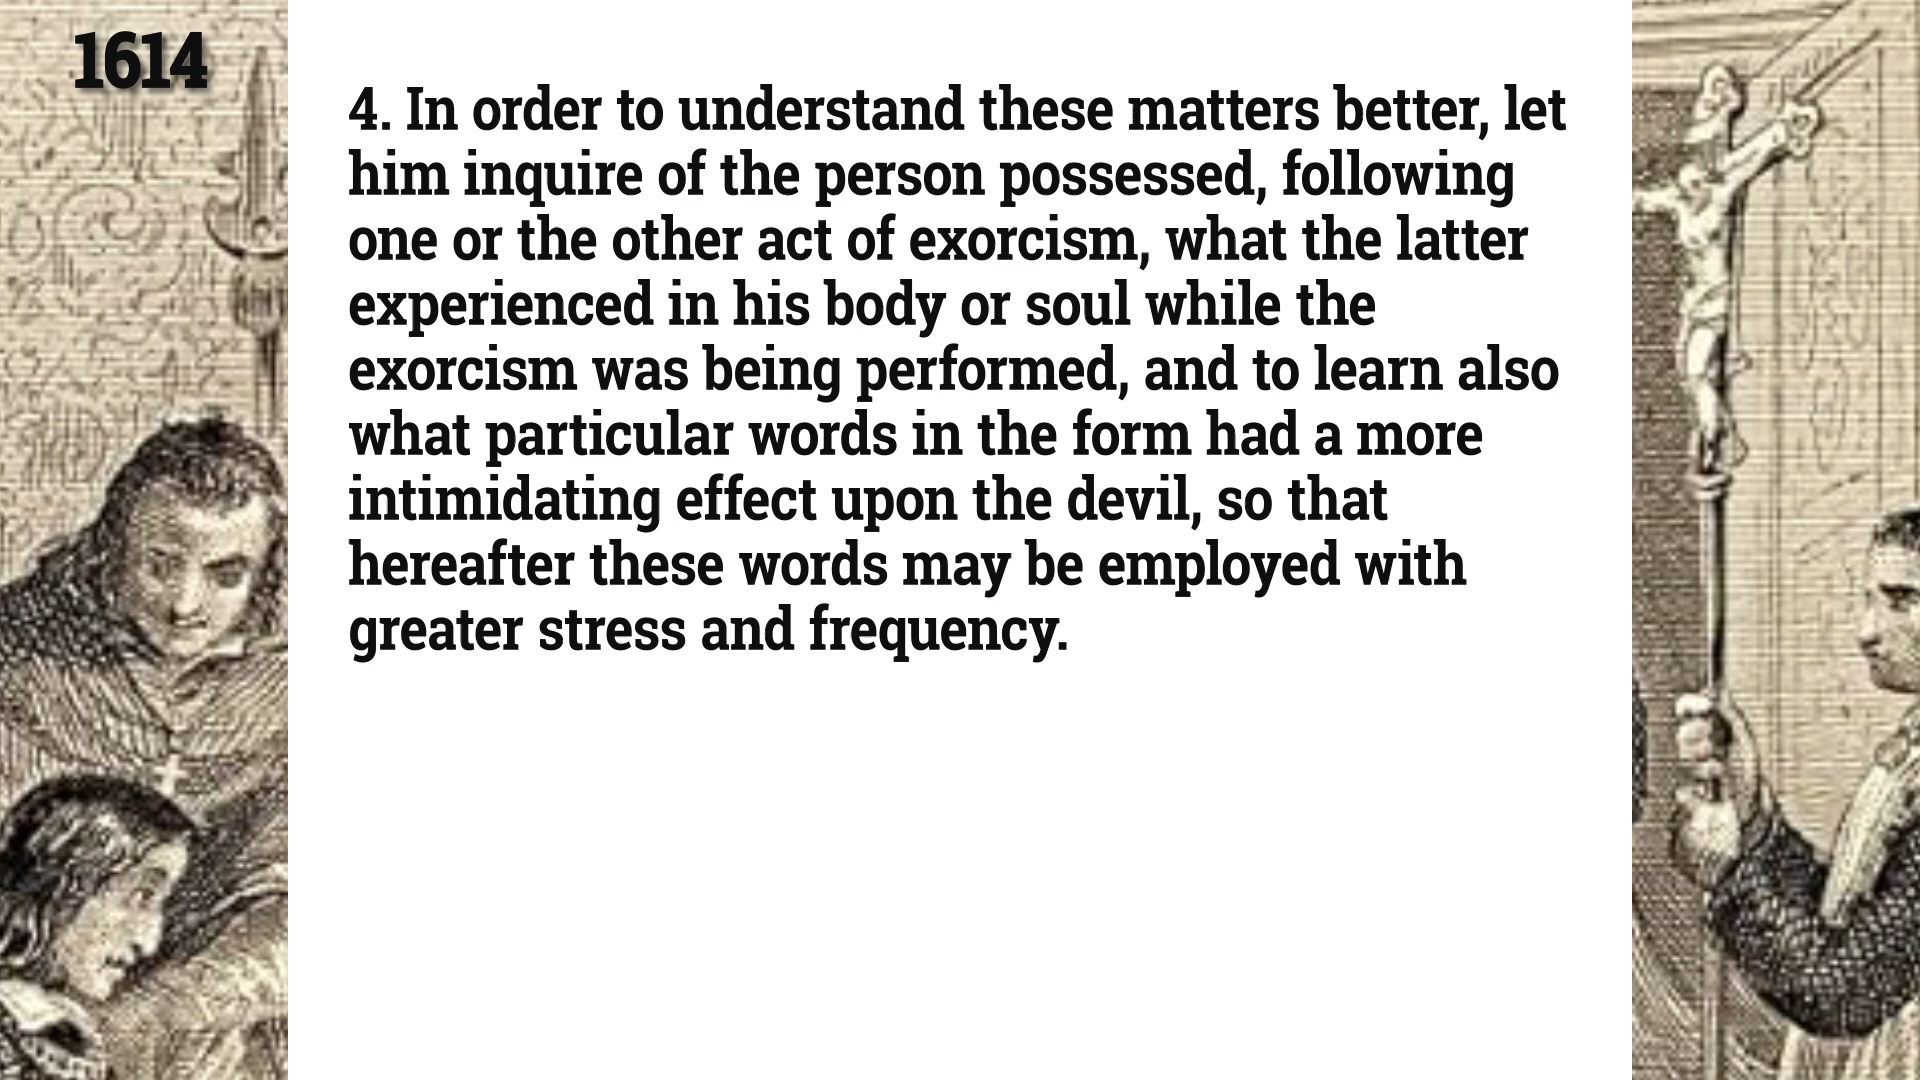 1614
4. In order to understand these matters better, let
him inquire of the person possessed, following
one or the other act of exorcism, what the latter
experienced in his body or soul while the
exorcism was being performed, and to learn also
what particular words in the form had a more
intimidating effect upon the devil, so that
hereafter these words may be employed with
greater stress and frequency.